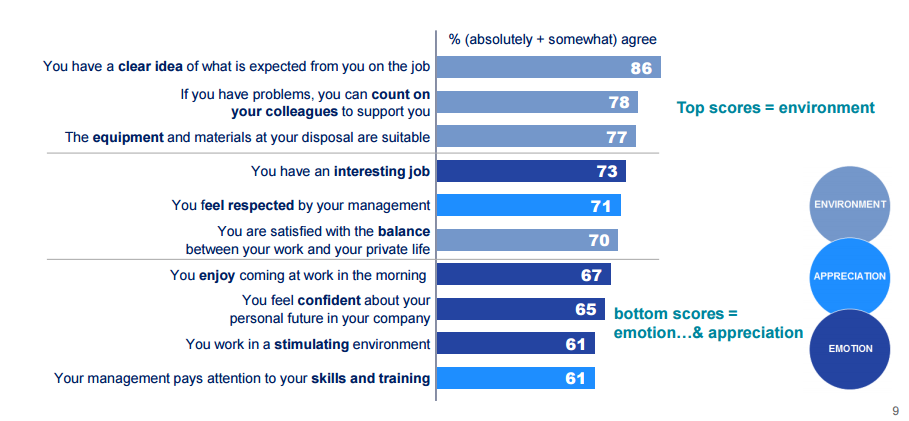 % (absolutely + somewhat) agree
You have a clear idea of what is expected from you on the job
86
If you have problems, you can count on
your colleagues to support you
78
Top scores = environment
The equipment and materials at your disposal are suitable
77
You have an interesting job
73
You feel respected by your management
71
You are satisfied with the balance
between your work and your private life
70
You enjoy coming at work in the morning
67
You feel confident about your
personal future in your company
65
bottom scores =
emotion…& appreciation
You work in a stimulating environment
61
Your management pays attention to your skills and training
61
ENVIRONMENT
APPRECIATION
EMOTION
9